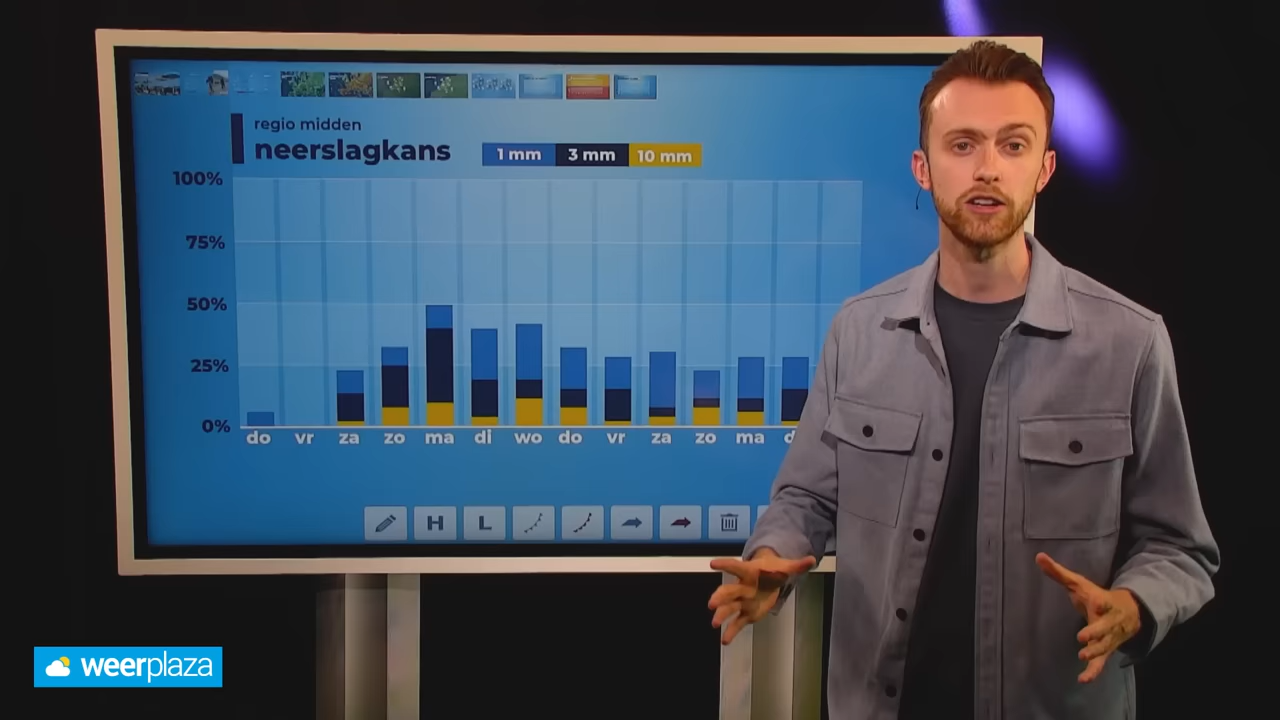 regio midden
neerslagkans
1 mm 3 mm 10 mm
100%
75%
50%
25%
0%
do vr za zo ma di wo do vr za zo ma
H L
weerplaza